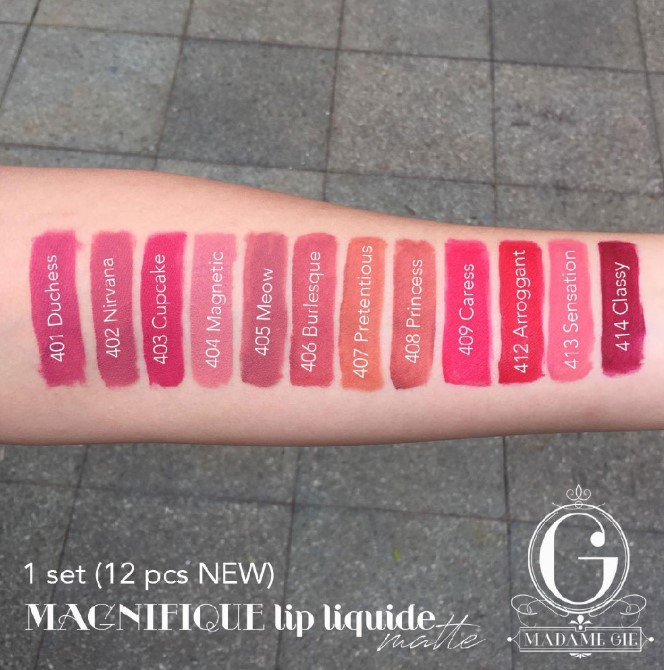 401 Duchess
402 Nirvana
403 Cupcake
404 Magnetic
405 Meow
406 Burlesque
407 Pretentious
408 Princess
409 Caress
412 Arroggant
413 Sensation
414 Classy
1 set (12 pcs NEW)
MAGNIFIQUE lip liquide
matte
G
MADAME GIE